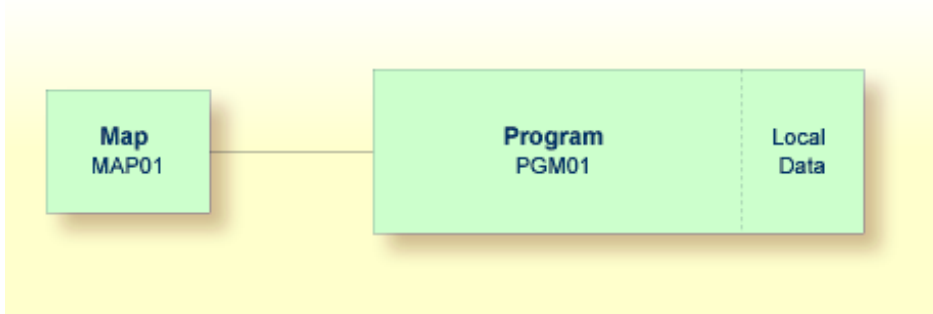 Map
MAP01
Program
PGM01
Local
Data